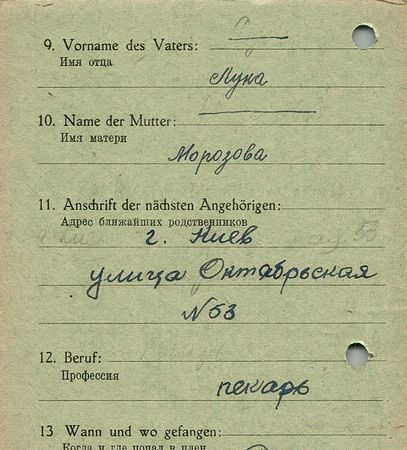 9. Vorname des Vaters:
Имя отца
Лука
10. Name der Mutter:
Имя матери
Морозова
11. Anschrift der nächsten Angehörigen:
Адрес ближайших родственников
г. Киев
улица Октябрьская
N 53
12. Beruf:
Профессия
пекарь
13 Wann und wo gefangen:
Когда и где попал в плен